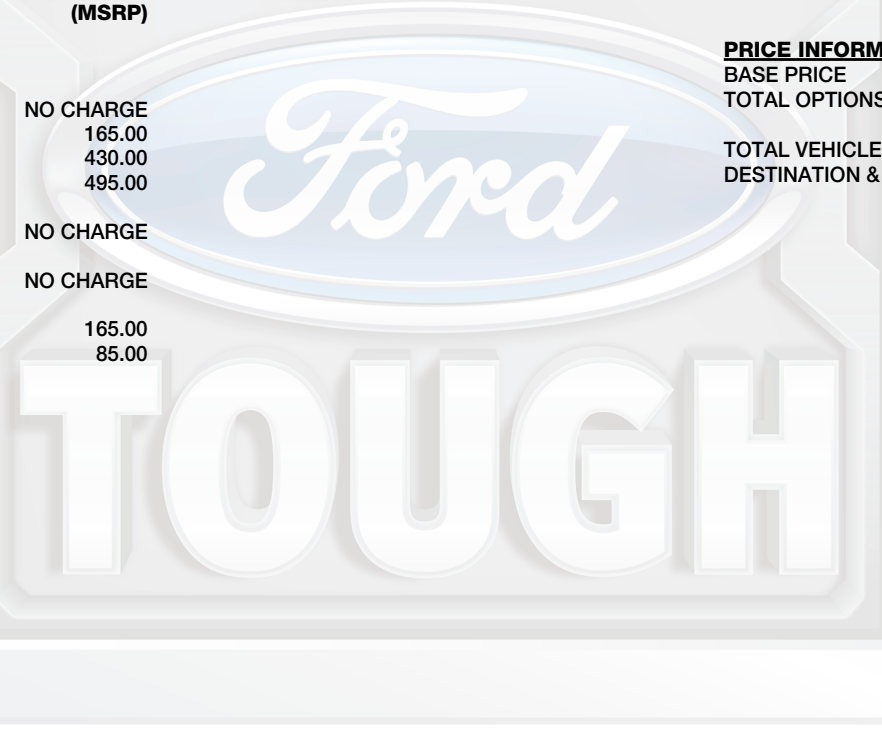 (MSRP)
NO CHARGE
165.00
430.00
495.00
NO CHARGE
NO CHARGE
165.00
85.00
PRICE INFORM
BASE PRICE
TOTAL OPTIONS
TOTAL VEHICLE
DESTINATION &
Ford
TOUGH